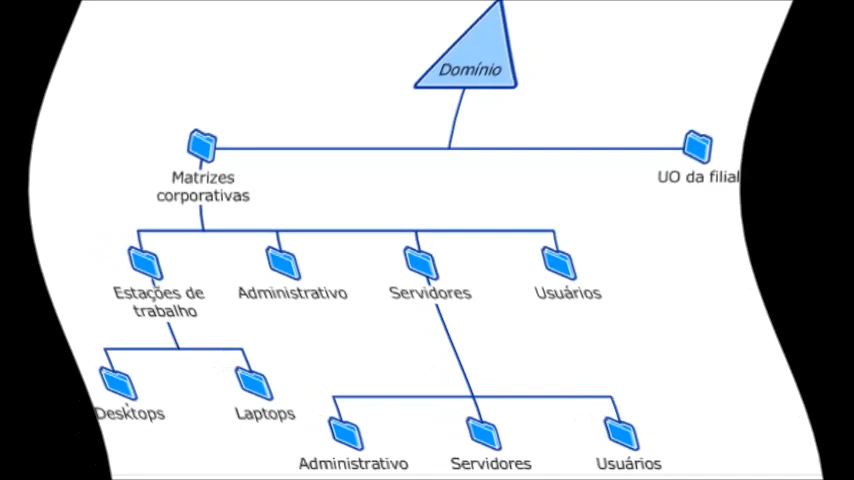 Domínio
Matrizes
corporativas
UO da filial
Estações de
trabalho
Administrativo
Servidores
Usuários
Desktops
Laptops
Administrativo
Servidores
Usuários